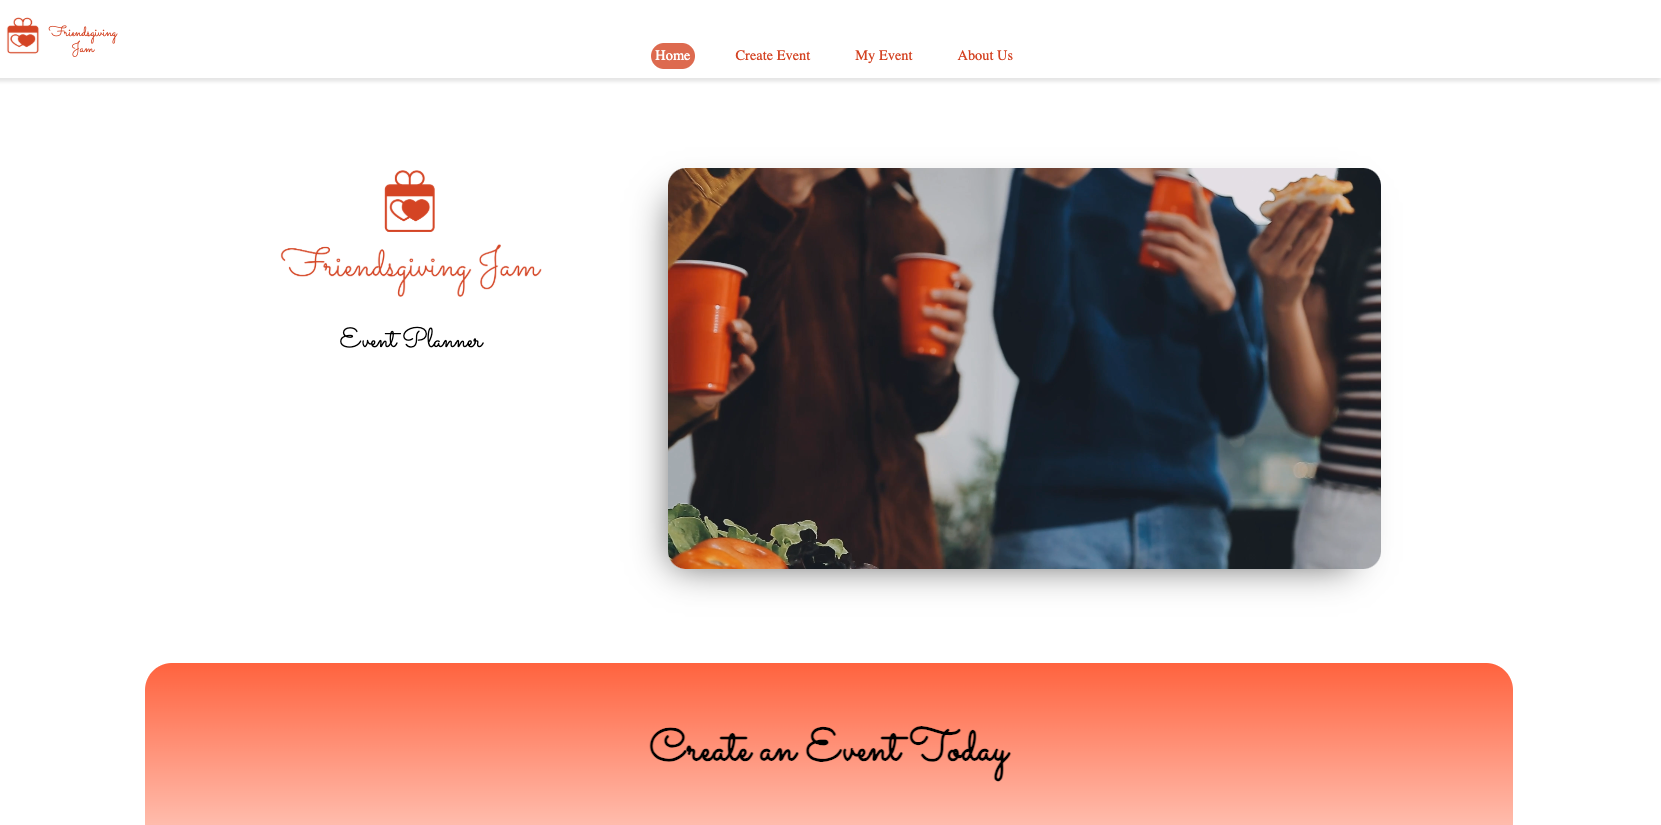 Friendsgiving
Jam
Home Create Event My Event About Us
Friendsgiving Jam
Event Planner
Create an Event Today